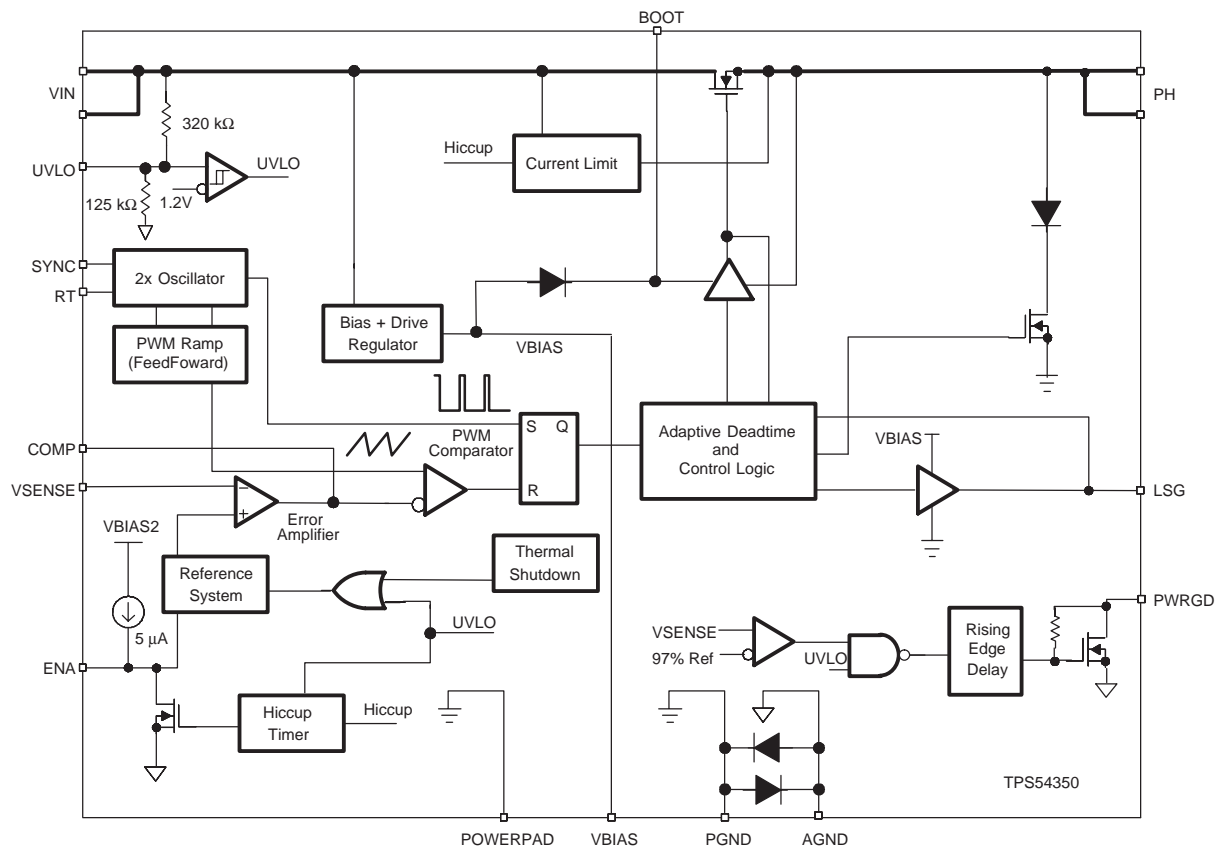 BOOT
VIN
PH
320 kΩ
Hiccup
Current Limit
UVLO
UVLO
125 kΩ
1.2V
SYNC
2x Oscillator
RT
Bias + Drive
Regulator
PWM Ramp
(FeedFoward)
VBIAS
S Q
R
PWM
Comparator
Adaptive Deadtime
and
Control Logic
VBIAS
COMP
VSENSE
−
+
Error
Amplifier
LSG
VBIAS2
Thermal
Shutdown
Reference
System
5 μA
UVLO
PWRGD
VSENSE
97% Ref
UVLO
Rising
Edge
Delay
ENA
Hiccup
Timer
Hiccup
TPS54350
POWERPAD
VBIAS
PGND
AGND